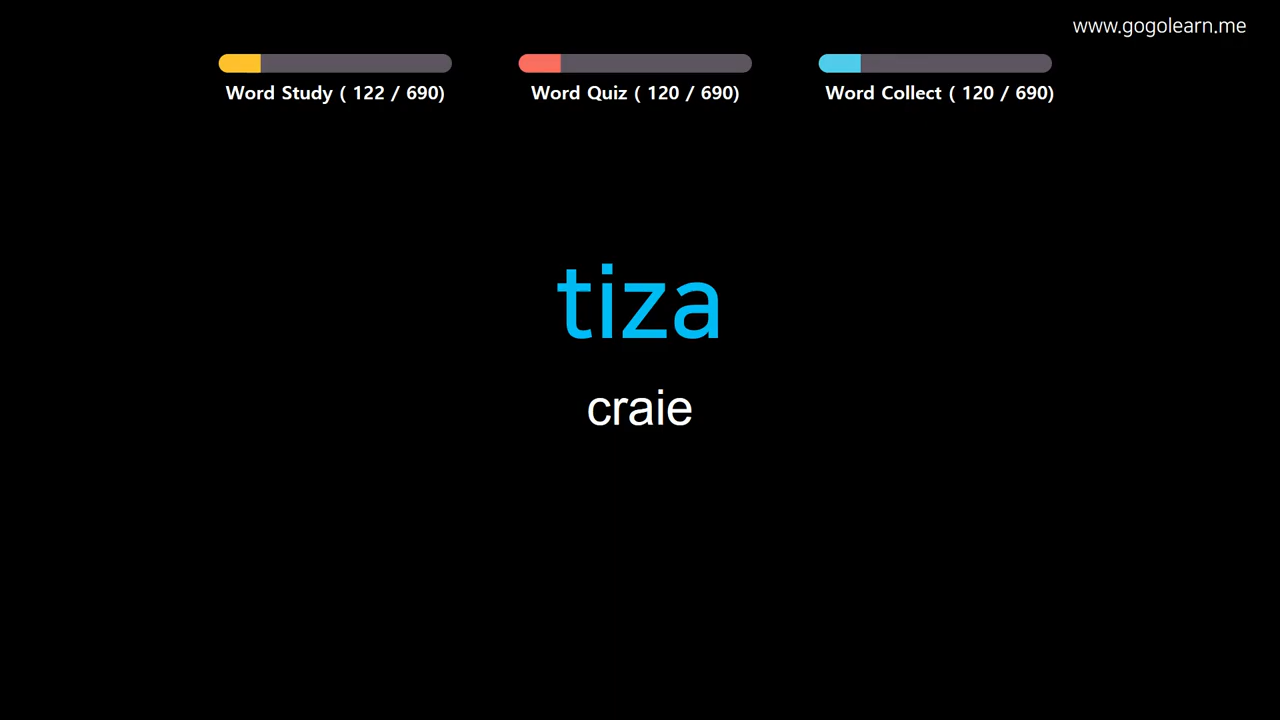 www.gogolearn.me
Word Study ( 122 / 690)
Word Quiz ( 120 / 690)
Word Collect ( 120 / 690)
tiza
craie